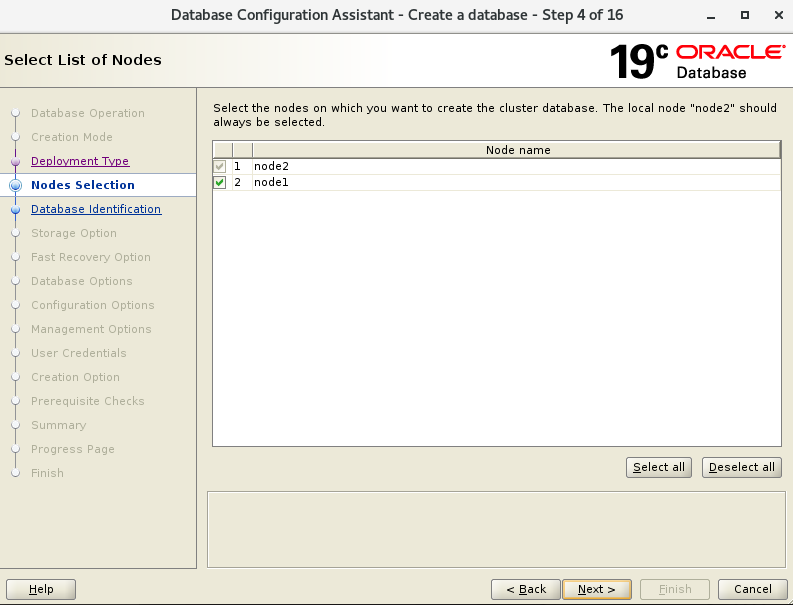 Database Configuration Assistant - Create a database - Step 4 of 16
Select List of Nodes
19c ORACLE
Database
Database Operation
Creation Mode
Deployment Type
Nodes Selection
Database Identification
Storage Option
Fast Recovery Option
Database Options
Configuration Options
Management Options
User Credentials
Creation Option
Prerequisite Checks
Summary
Progress Page
Finish
Select the nodes on which you want to create the cluster database. The local node "node2" should
always be selected.
Node name
1 node2
2 node1
Select all Deselect all
Help < Back Next > Finish Cancel